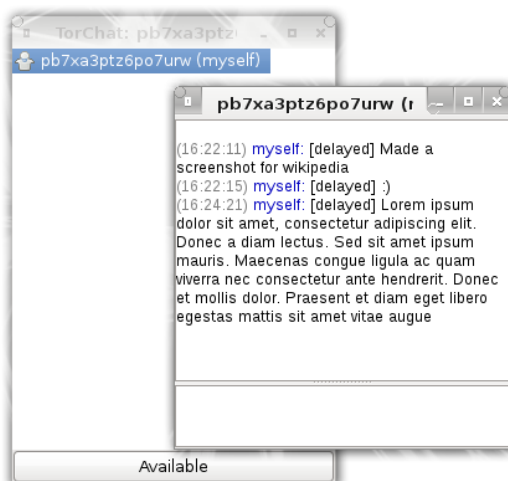 TorChat: pb7xa3ptz
pb7xa3ptz6po7urw (myself)
pb7xa3ptz6po7urw (r
(16:22:11) myself: [delayed] Made a
screenshot for wikipedia
(16:22:15) myself: [delayed] :)
(16:24:21) myself: [delayed] Lorem ipsum
dolor sit amet, consectetur adipiscing elit.
Donec a diam lectus. Sed sit amet ipsum
mauris. Maecenas congue ligula ac quam
viverra nec consectetur ante hendrerit. Donec
et mollis dolor. Praesent et diam eget libero
egestas mattis sit amet vitae augue
Available